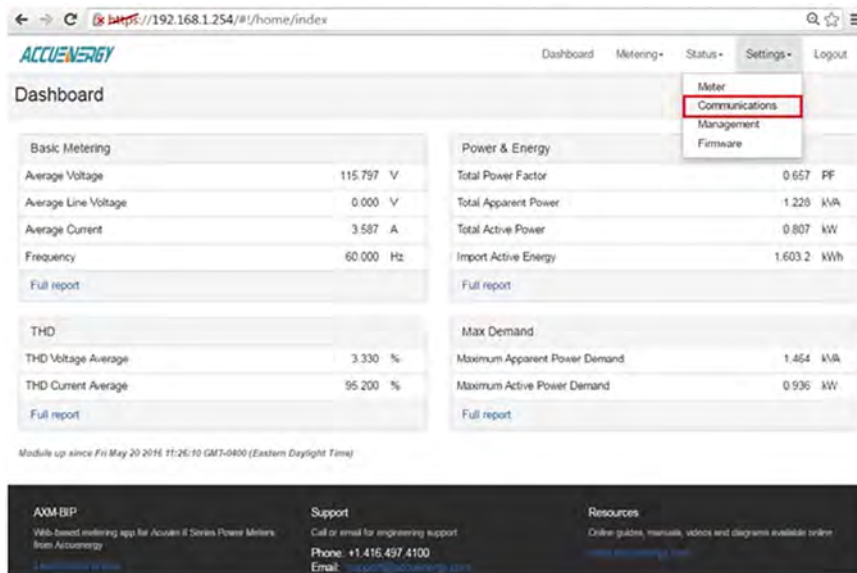 https://192.168.1.254/#!/home/index
ACCUENERGY
Dashboard Metering Status Settings Logout
Dashboard
Meter
Communications
Management
Firmware
Basic Metering
Average Voltage 115.797 V
Average Line Voltage 0.000 V
Average Current 3.587 A
Frequency 60.000 Hz
Full report
Power & Energy
Total Power Factor 0.657 PF
Total Apparent Power 1.228 kVA
Total Active Power 0.807 kW
Import Active Energy 1,603.2 kWh
Full report
THD
THD Voltage Average 3.330 %
THD Current Average 95.200 %
Full report
Max Demand
Maximum Apparent Power Demand 1.464 kVA
Maximum Active Power Demand 0.936 kW
Full report
Module up since Fri May 20 2016 11:26:10 GMT-0400 (Eastern Daylight Time)
AXM-BIP
Web-based metering app for Acuvim II Series Power Meters
from Accuenergy
Support
Call or email for engineering support
Phone: +1.416.497.4100
Email: support@accuenergy.com
Resources
Online guides, manuals, videos and diagrams available online